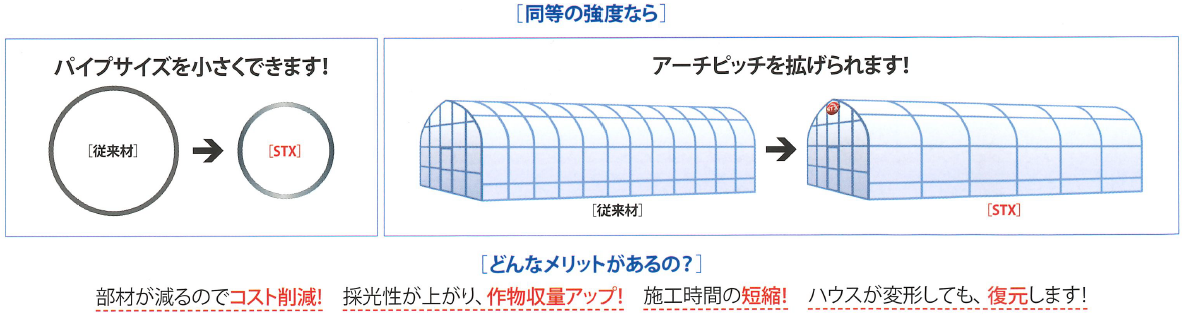 [同等の強度なら]
パイプサイズを小さくできます!
[従来材]
[STX]
アーチピッチを拡げられます!
STX
[従来材]
[STX]
[どんなメリットがあるの?]
部材が減るのでコスト削減! 採光性が上がり、作物収量アップ! 施工時間の短縮! ハウスが変形しても、復元します!